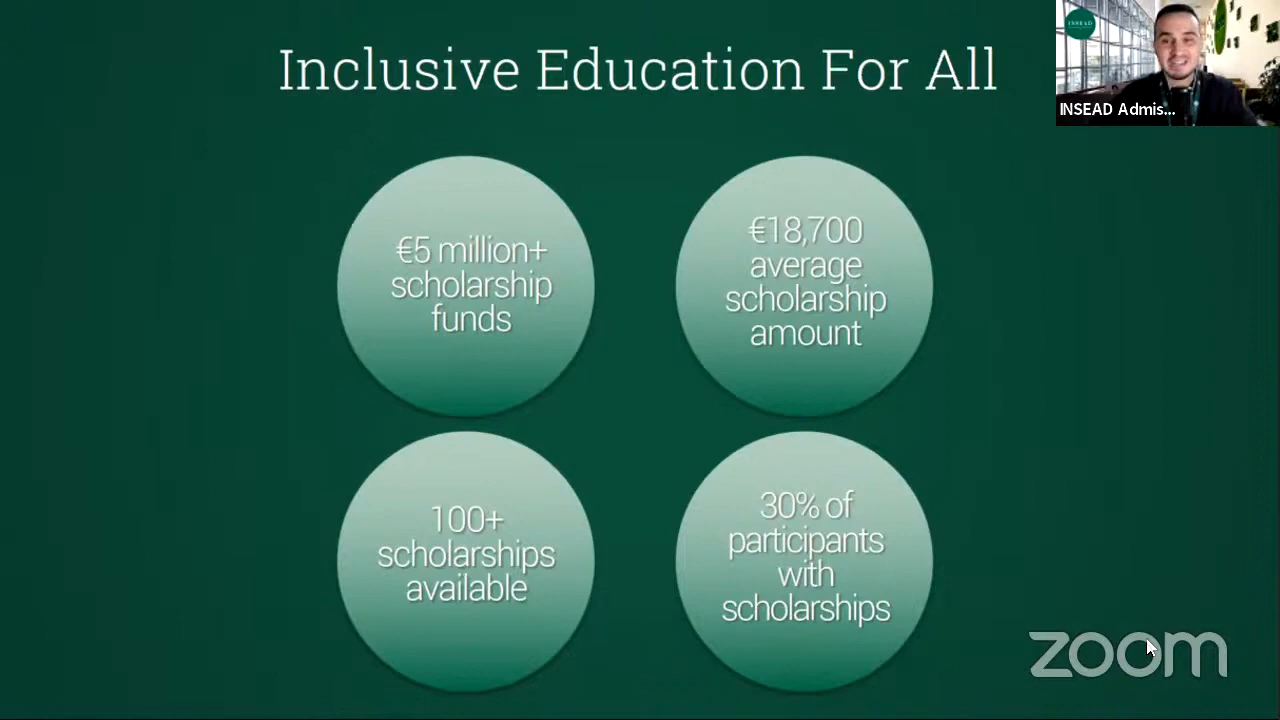 Inclusive Education For All
INSEAD
INSEAD Admis...
€5 million+
scholarship
funds
€18,700
average
scholarship
amount
100+
scholarships
available
30% of
participants
with
scholarships
zoom